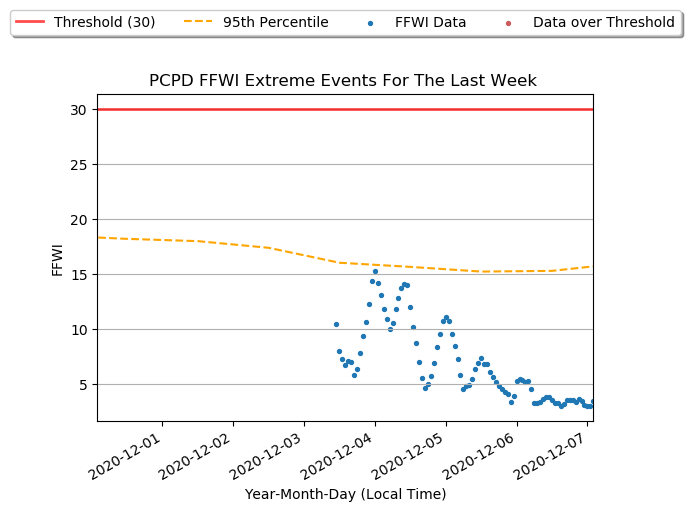 Threshold (30) 95th Percentile FFWI Data Data over Threshold
PCPD FFWI Extreme Events For The Last Week
30
25
20
15
10
5
FFWI
2020-12-01 2020-12-02 2020-12-03 2020-12-04 2020-12-05 2020-12-06 2020-12-07
Year-Month-Day (Local Time)